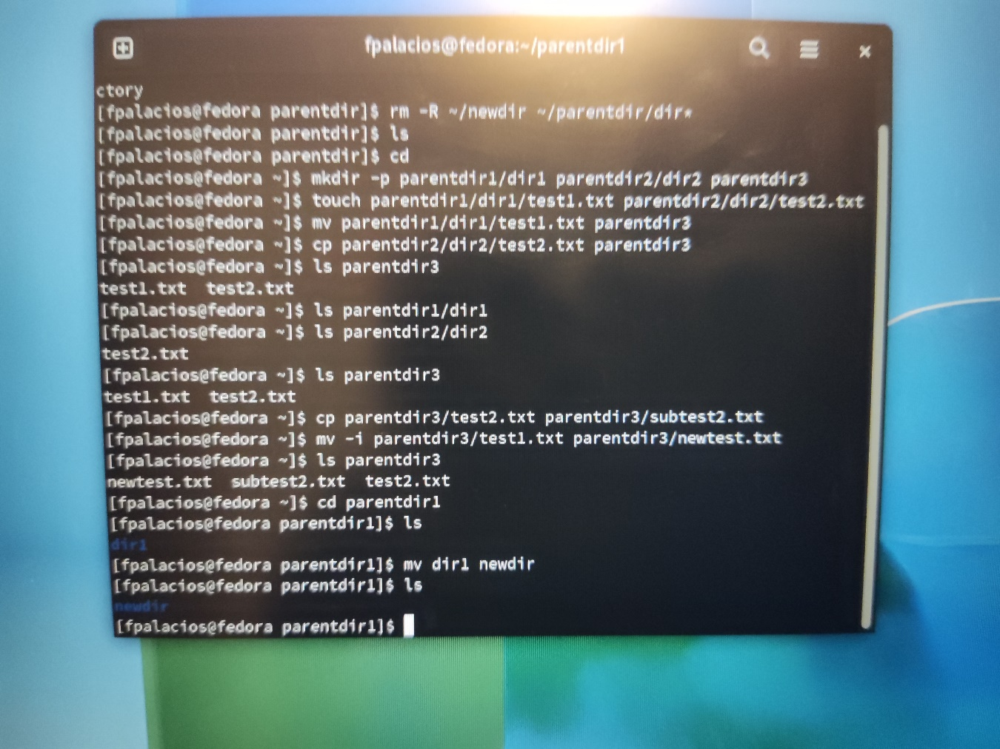 fpalacios@fedora:~/parentdir1
ctory
[fpalacios@fedora parentdir]$ rm -R ~/newdir ~/parentdir/dir*
[fpalacios@fedora parentdir]$ ls
[fpalacios@fedora parentdir]$ cd
[fpalacios@fedora ~]$ mkdir -p parentdir1/dir1 parentdir2/dir2 parentdir3
[fpalacios@fedora ~]$ touch parentdir1/dir1/test1.txt parentdir2/dir2/test2.txt
[fpalacios@fedora ~]$ mv parentdir1/dir1/test1.txt parentdir3
[fpalacios@fedora ~]$ cp parentdir2/dir2/test2.txt parentdir3
[fpalacios@fedora ~]$ ls parentdir3
test1.txt  test2.txt
[fpalacios@fedora ~]$ ls parentdir1/dir1
[fpalacios@fedora ~]$ ls parentdir2/dir2
test2.txt
[fpalacios@fedora ~]$ ls parentdir3
test1.txt  test2.txt
[fpalacios@fedora ~]$ cp parentdir3/test2.txt parentdir3/subtest2.txt
[fpalacios@fedora ~]$ mv -i parentdir3/test1.txt parentdir3/newtest.txt
[fpalacios@fedora ~]$ ls parentdir3
newtest.txt  subtest2.txt  test2.txt
[fpalacios@fedora ~]$ cd parentdir1
[fpalacios@fedora parentdir1]$ ls
dir1
[fpalacios@fedora parentdir1]$ mv dir1 newdir
[fpalacios@fedora parentdir1]$ ls
newdir
[fpalacios@fedora parentdir1]$